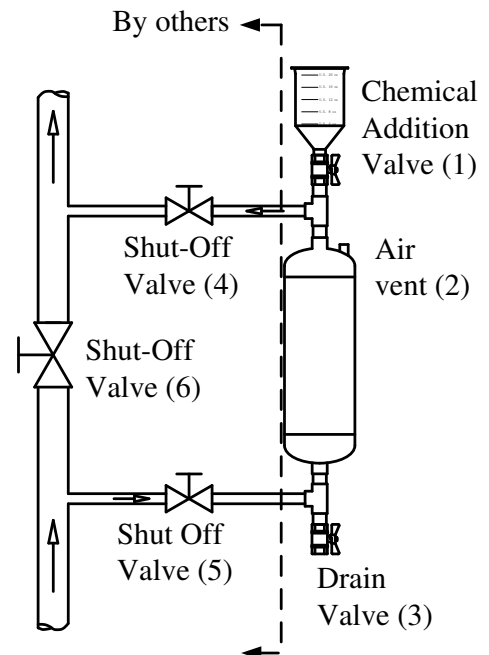 By others
Chemical
Addition
Valve (1)
Shut-Off
Valve (4)
Air
vent (2)
Shut-Off
Valve (6)
Shut Off
Valve (5)
Drain
Valve (3)